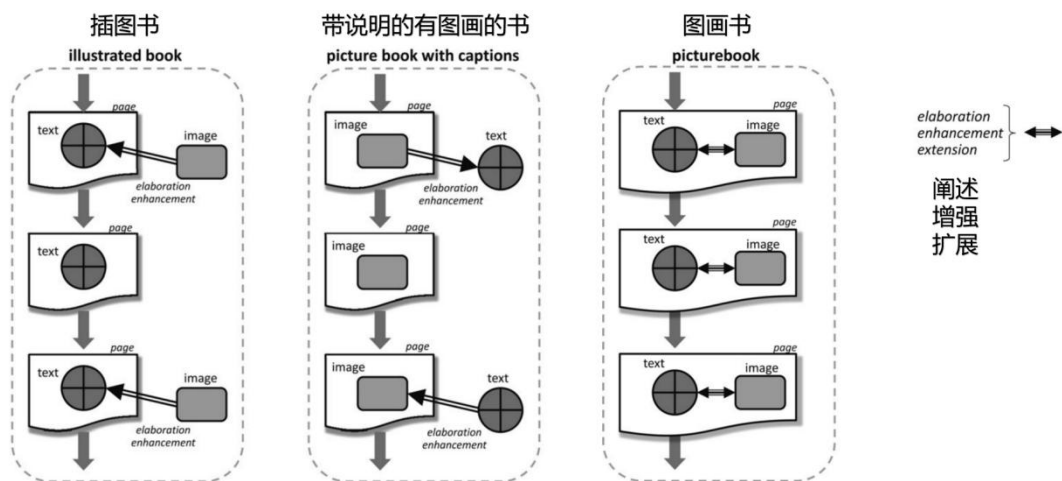 插图书
illustrated book
page
text
image
elaboration
enhancement
page
text
page
text
image
elaboration
enhancement
带说明的有图画的书
picture book with captions
page
image
text
elaboration
enhancement
page
image
page
image
text
elaboration
enhancement
图画书
picturebook
page
text
image
page
text
image
page
text
image
elaboration
enhancement
extension
阐述
增强
扩展